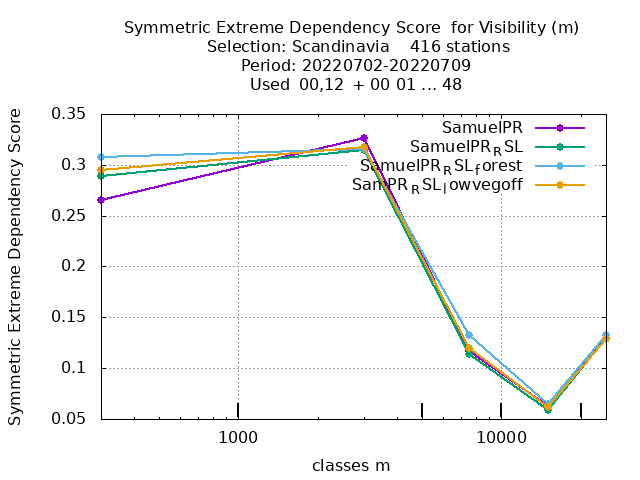 Symmetric Extreme Dependency Score for Visibility (m)
Selection: Scandinavia 416 stations
Period: 20220702-20220709
Used 00,12 + 00 01 ... 48
Symmetric Extreme Dependency Score
0.35
0.3
0.25
0.2
0.15
0.1
0.05
SamuelPR
SamuelPR_RSL
SamuelPR_RSL_forest
SamPR_RSL_lowvegoff
1000
10000
classes m